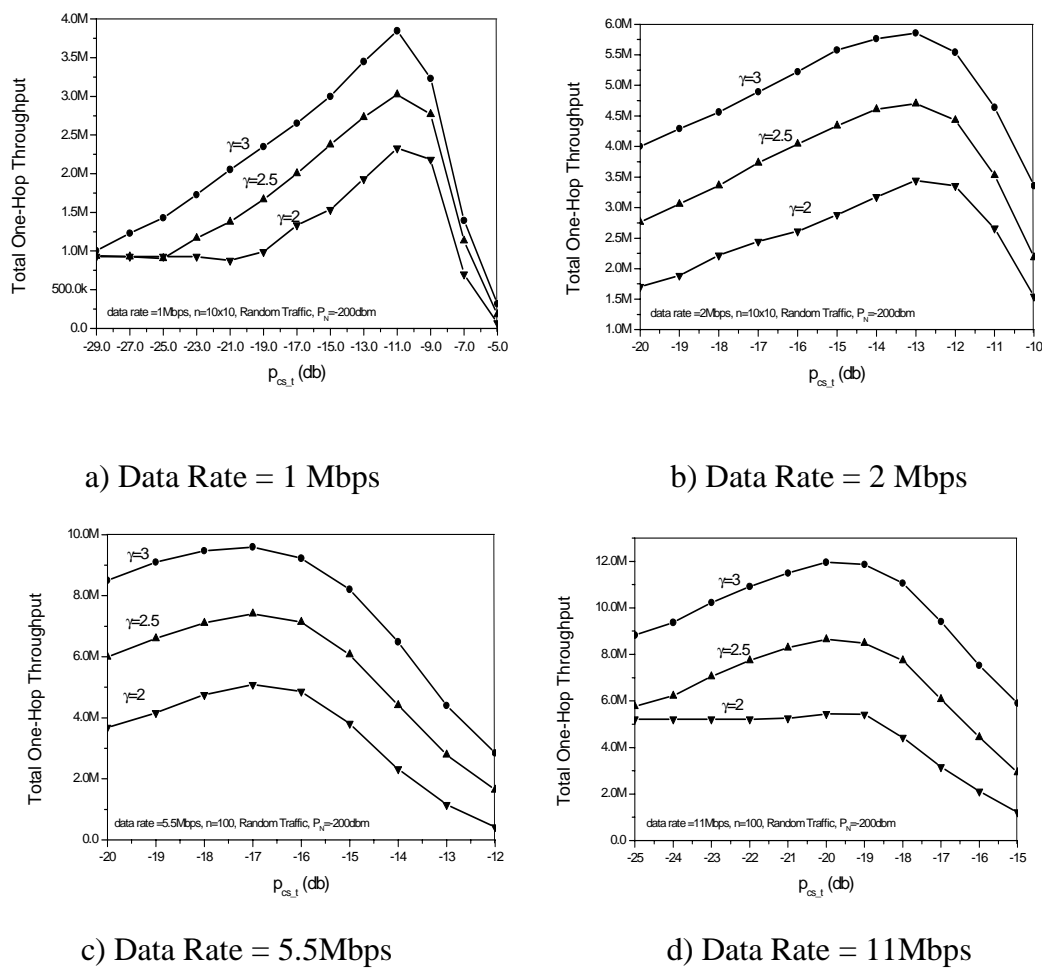 4.0M
3.5M
3.0M
2.5M
2.0M
1.5M
1.0M
500.0k
0.0
Total One-Hop Throughput
γ=3
γ=2.5
γ=2
data rate =1Mbps, n=10x10, Random Traffic, P_N=-200dbm
-29.0 -27.0 -25.0 -23.0 -21.0 -19.0 -17.0 -15.0 -13.0 -11.0 -9.0 -7.0 -5.0
p_cs_t (db)
a) Data Rate = 1 Mbps
6.0M
5.5M
5.0M
4.5M
4.0M
3.5M
3.0M
2.5M
2.0M
1.5M
1.0M
Total One-Hop Throughput
γ=3
γ=2.5
γ=2
data rate =2Mbps, n=10x10, Random Traffic, P_N=-200dbm
-20 -19 -18 -17 -16 -15 -14 -13 -12 -11 -10
p_cs_t (db)
b) Data Rate = 2 Mbps
10.0M
8.0M
6.0M
4.0M
2.0M
0.0
Total One-Hop Throughput
γ=3
γ=2.5
γ=2
data rate =5.5Mbps, n=100, Random Traffic, P_N=-200dbm
-20 -19 -18 -17 -16 -15 -14 -13 -12
p_cs_t (db)
c) Data Rate = 5.5Mbps
12.0M
10.0M
8.0M
6.0M
4.0M
2.0M
0.0
Total One-Hop Throughput
γ=3
γ=2.5
γ=2
data rate =11Mbps, n=100, Random Traffic, P_N=-200dbm
-25 -24 -23 -22 -21 -20 -19 -18 -17 -16 -15
p_cs_t (db)
d) Data Rate = 11Mbps